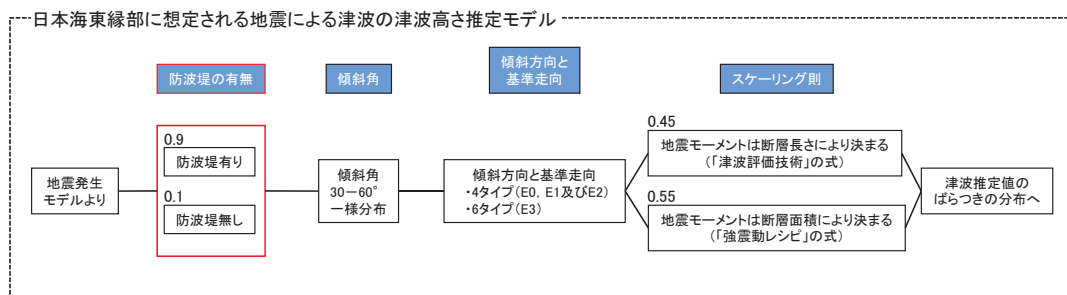 日本海東縁部に想定される地震による津波の津波高さ推定モデル
防波堤の有無
傾斜角
傾斜方向と
基準走向
スケーリング則
地震発生
モデルより
0.9
防波堤有り
0.1
防波堤無し
傾斜角
30-60°
一様分布
傾斜方向と基準走向
・4タイプ(E0, E1及びE2)
・6タイプ(E3)
0.45
地震モーメントは断層長さにより決まる
(「津波評価技術」の式)
0.55
地震モーメントは断層面積により決まる
(「強震動レシピ」の式)
津波推定値の
ばらつきの分布へ